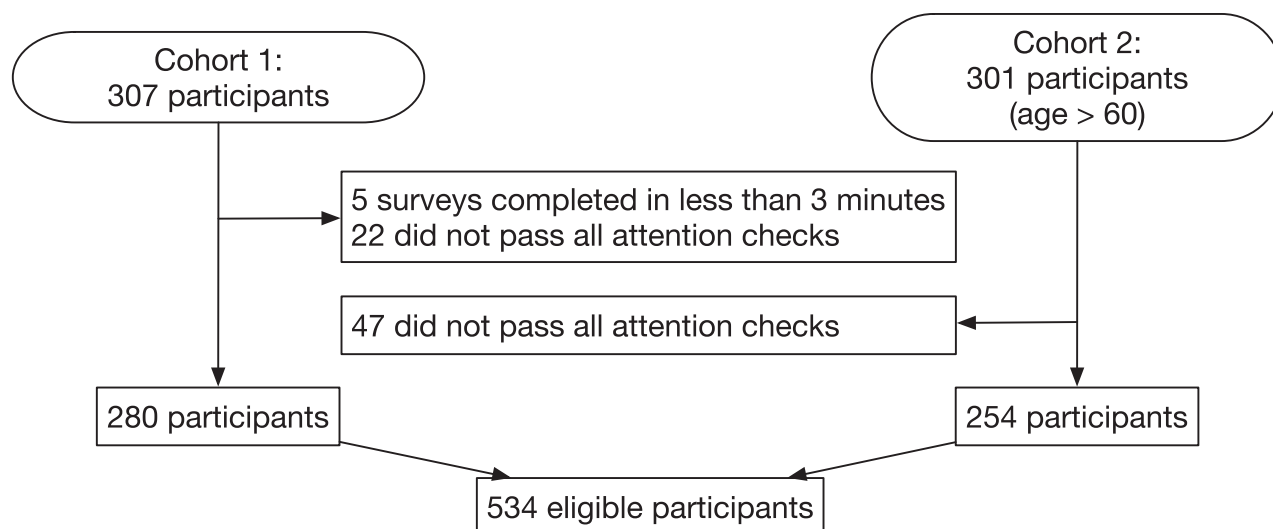 Cohort 1:
307 participants
Cohort 2:
301 participants
(age > 60)
5 surveys completed in less than 3 minutes
22 did not pass all attention checks
47 did not pass all attention checks
280 participants
254 participants
534 eligible participants